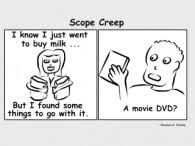 Scope Creep
I know I just went
to buy milk ...
But I found some
things to go with it.
A movie DVD?